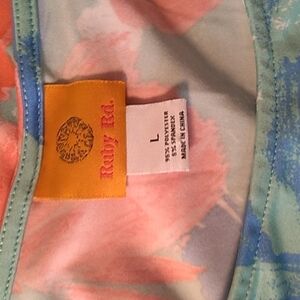 Ruby Rd.
L
95% POLYESTER
5% SPANDEX
MADE IN CHINA